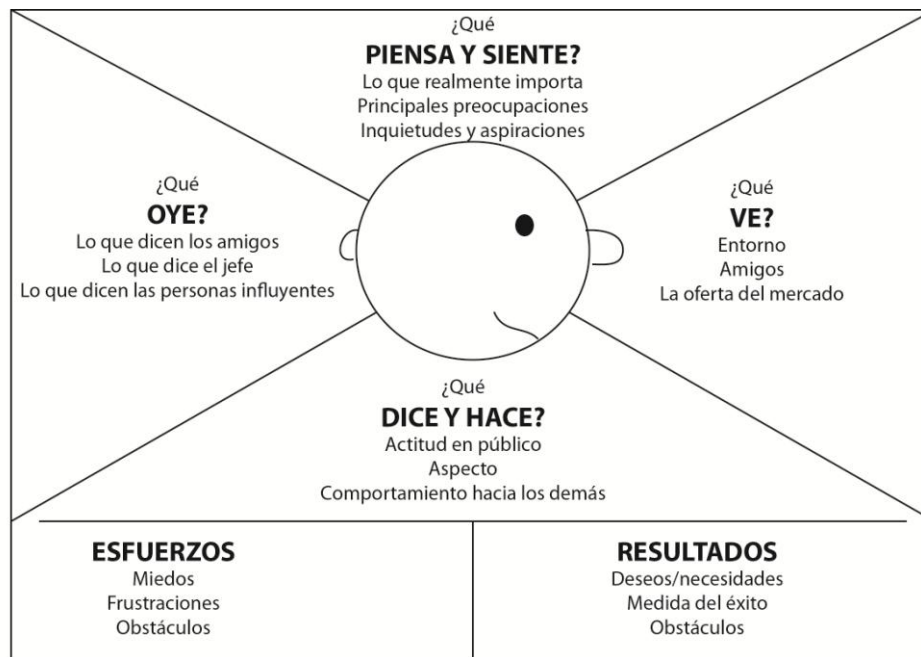 ¿Qué
PIENSA Y SIENTE?
Lo que realmente importa
Principales preocupaciones
Inquietudes y aspiraciones
¿Qué
OYE?
Lo que dicen los amigos
Lo que dice el jefe
Lo que dicen las personas influyentes
¿Qué
VE?
Entorno
Amigos
La oferta del mercado
¿Qué
DICE Y HACE?
Actitud en público
Aspecto
Comportamiento hacia los demás
ESFUERZOS
Miedos
Frustraciones
Obstáculos
RESULTADOS
Deseos/necesidades
Medida del éxito
Obstáculos